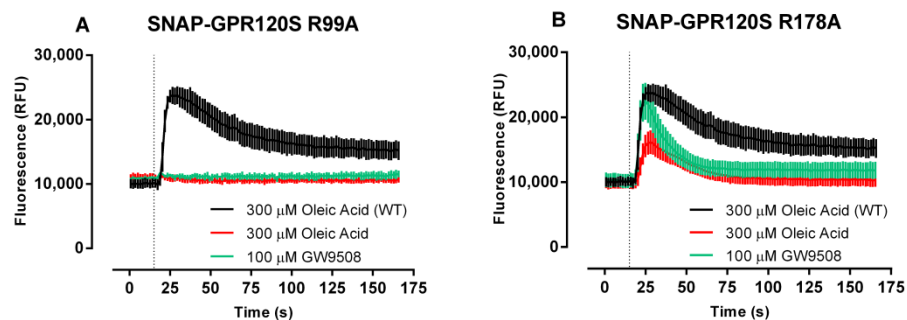 A
SNAP-GPR120S R99A
Fluorescence (RFU)
30,000
20,000
10,000
0
300 μM Oleic Acid (WT)
300 μM Oleic Acid
100 μM GW9508
0 25 50 75 100 125 150 175
Time (s)
B
SNAP-GPR120S R178A
Fluorescence (RFU)
30,000
20,000
10,000
0
300 μM Oleic Acid (WT)
300 μM Oleic Acid
100 μM GW9508
0 25 50 75 100 125 150 175
Time (s)